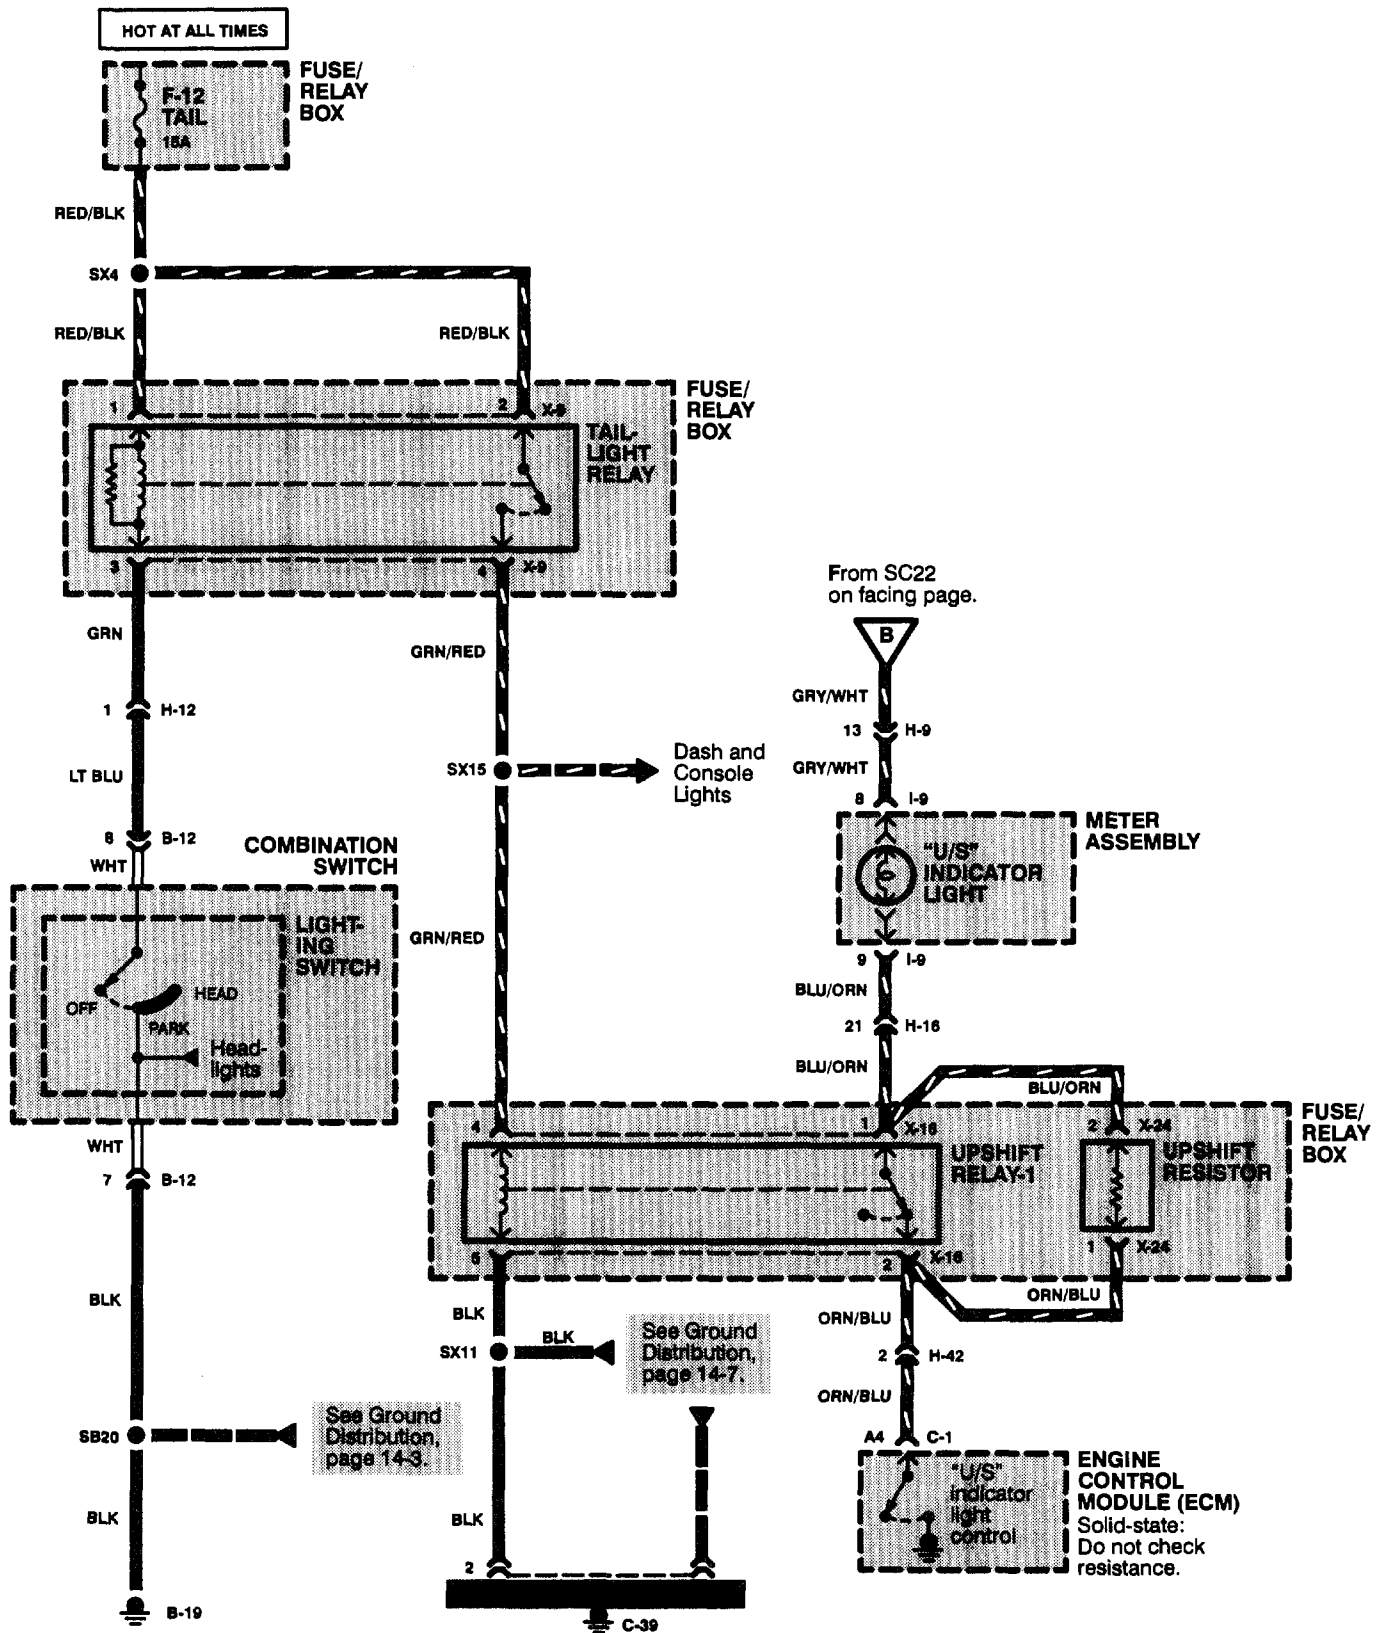 HOT AT ALL TIMES
F-12
TAIL
15A
FUSE/
RELAY
BOX
RED/BLK
SX4
RED/BLK
RED/BLK
1
2
X-9
FUSE/
RELAY
BOX
TAIL-
LIGHT
RELAY
3
4
X-9
GRN
GRN/RED
1
H-12
LT BLU
SX15
Dash and
Console
Lights
8
B-12
WHT
COMBINATION
SWITCH
LIGHT-
ING
SWITCH
OFF
HEAD
PARK
Head-
lights
GRN/RED
WHT
7
B-12
BLK
SB20
See Ground
Distribution,
page 14-3.
BLK
B-19
From SC22
on facing page.
B
GRY/WHT
13
H-9
GRY/WHT
8
I-9
METER
ASSEMBLY
"U/S"
INDICATOR
LIGHT
9
I-9
BLU/ORN
21
H-16
BLU/ORN
BLU/ORN
4
1
X-16
2
X-24
FUSE/
RELAY
BOX
UPSHIFT
RELAY-1
UPSHIFT
RESISTOR
5
2
X-16
1
X-24
BLK
ORN/BLU
ORN/BLU
SX11
BLK
See Ground
Distribution,
page 14-7.
2
H-42
ORN/BLU
A4
C-1
"U/S"
indicator
light
control
ENGINE
CONTROL
MODULE (ECM)
Solid-state:
Do not check
resistance.
BLK
2
C-39